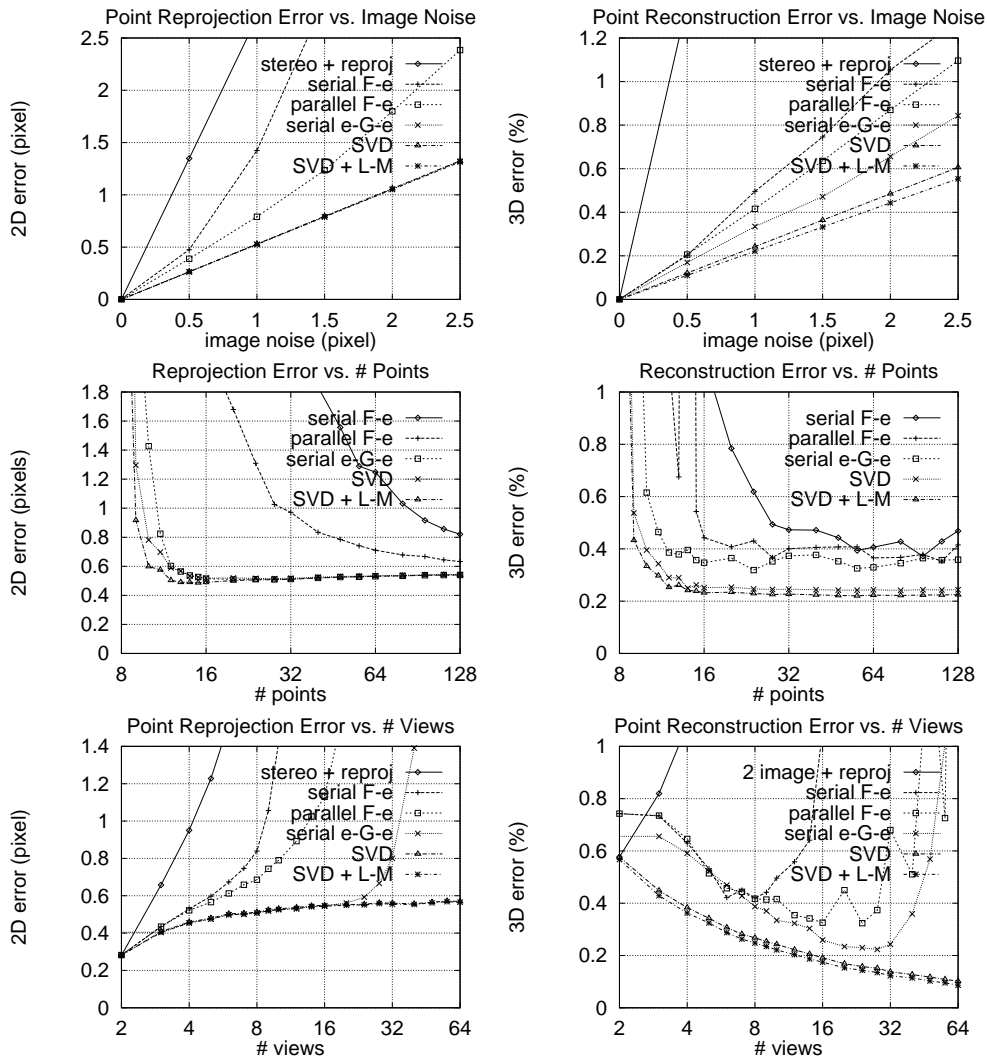 Point Reprojection Error vs. Image Noise
2D error (pixel)
2.5
2
1.5
1
0.5
0
0 0.5 1 1.5 2 2.5
image noise (pixel)
stereo + reproj
serial F-e
parallel F-e
serial e-G-e
SVD
SVD + L-M
Point Reconstruction Error vs. Image Noise
3D error (%)
1.2
1
0.8
0.6
0.4
0.2
0
0 0.5 1 1.5 2 2.5
image noise (pixel)
stereo + reproj
serial F-e
parallel F-e
serial e-G-e
SVD
SVD + L-M
Reprojection Error vs. # Points
2D error (pixels)
1.8
1.6
1.4
1.2
1
0.8
0.6
0.4
0.2
0
8 16 32 64 128
# points
serial F-e
parallel F-e
serial e-G-e
SVD
SVD + L-M
Reconstruction Error vs. # Points
3D error (%)
1
0.8
0.6
0.4
0.2
0
8 16 32 64 128
# points
serial F-e
parallel F-e
serial e-G-e
SVD
SVD + L-M
Point Reprojection Error vs. # Views
2D error (pixel)
1.4
1.2
1
0.8
0.6
0.4
0.2
0
2 4 8 16 32 64
# views
stereo + reproj
serial F-e
parallel F-e
serial e-G-e
SVD
SVD + L-M
Point Reconstruction Error vs. # Views
3D error (%)
1
0.8
0.6
0.4
0.2
0
2 4 8 16 32 64
# views
2 image + reproj
serial F-e
parallel F-e
serial e-G-e
SVD
SVD + L-M